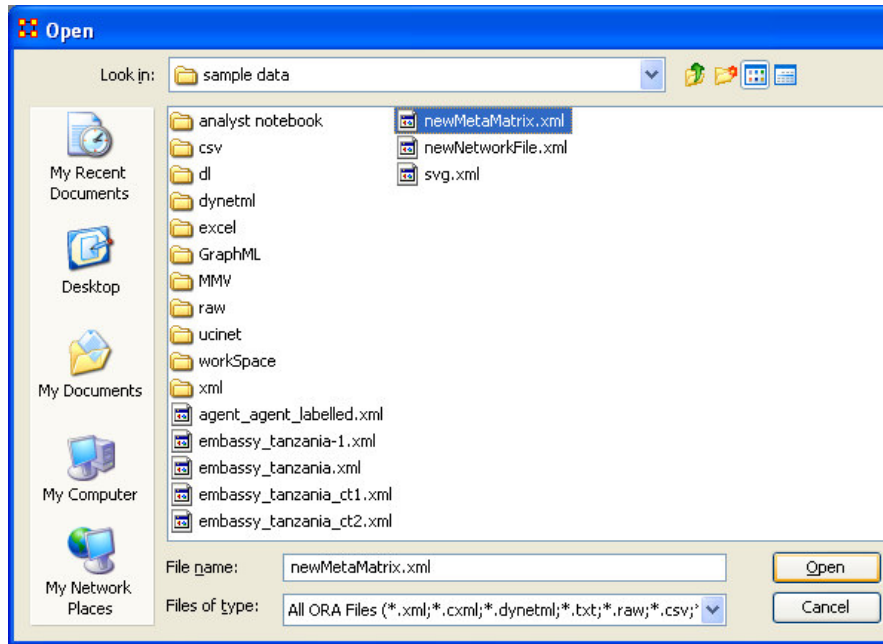 Open
Look in: sample data
My Recent
Documents
Desktop
My Documents
My Computer
My Network
Places
analyst notebook
csv
dl
dynetml
excel
GraphML
MMV
raw
ucinet
workSpace
xml
agent_agent_labelled.xml
embassy_tanzania-1.xml
embassy_tanzania.xml
embassy_tanzania_ct1.xml
embassy_tanzania_ct2.xml
newMetaMatrix.xml
newNetworkFile.xml
svg.xml
File name: newMetaMatrix.xml
Open
Files of type: All ORA Files (*.xml;*.cxml;*.dynetml;*.txt;*.raw;*.csv;*
Cancel